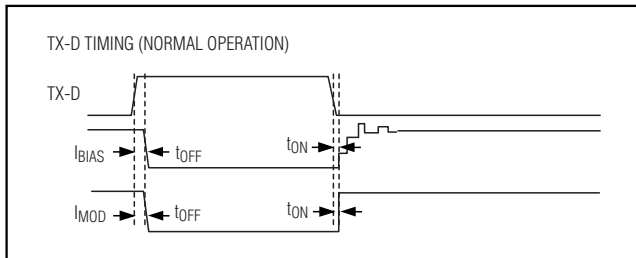 TX-D TIMING (NORMAL OPERATION)
TX-D
IBIAS tOFF tON
IMOD tOFF tON